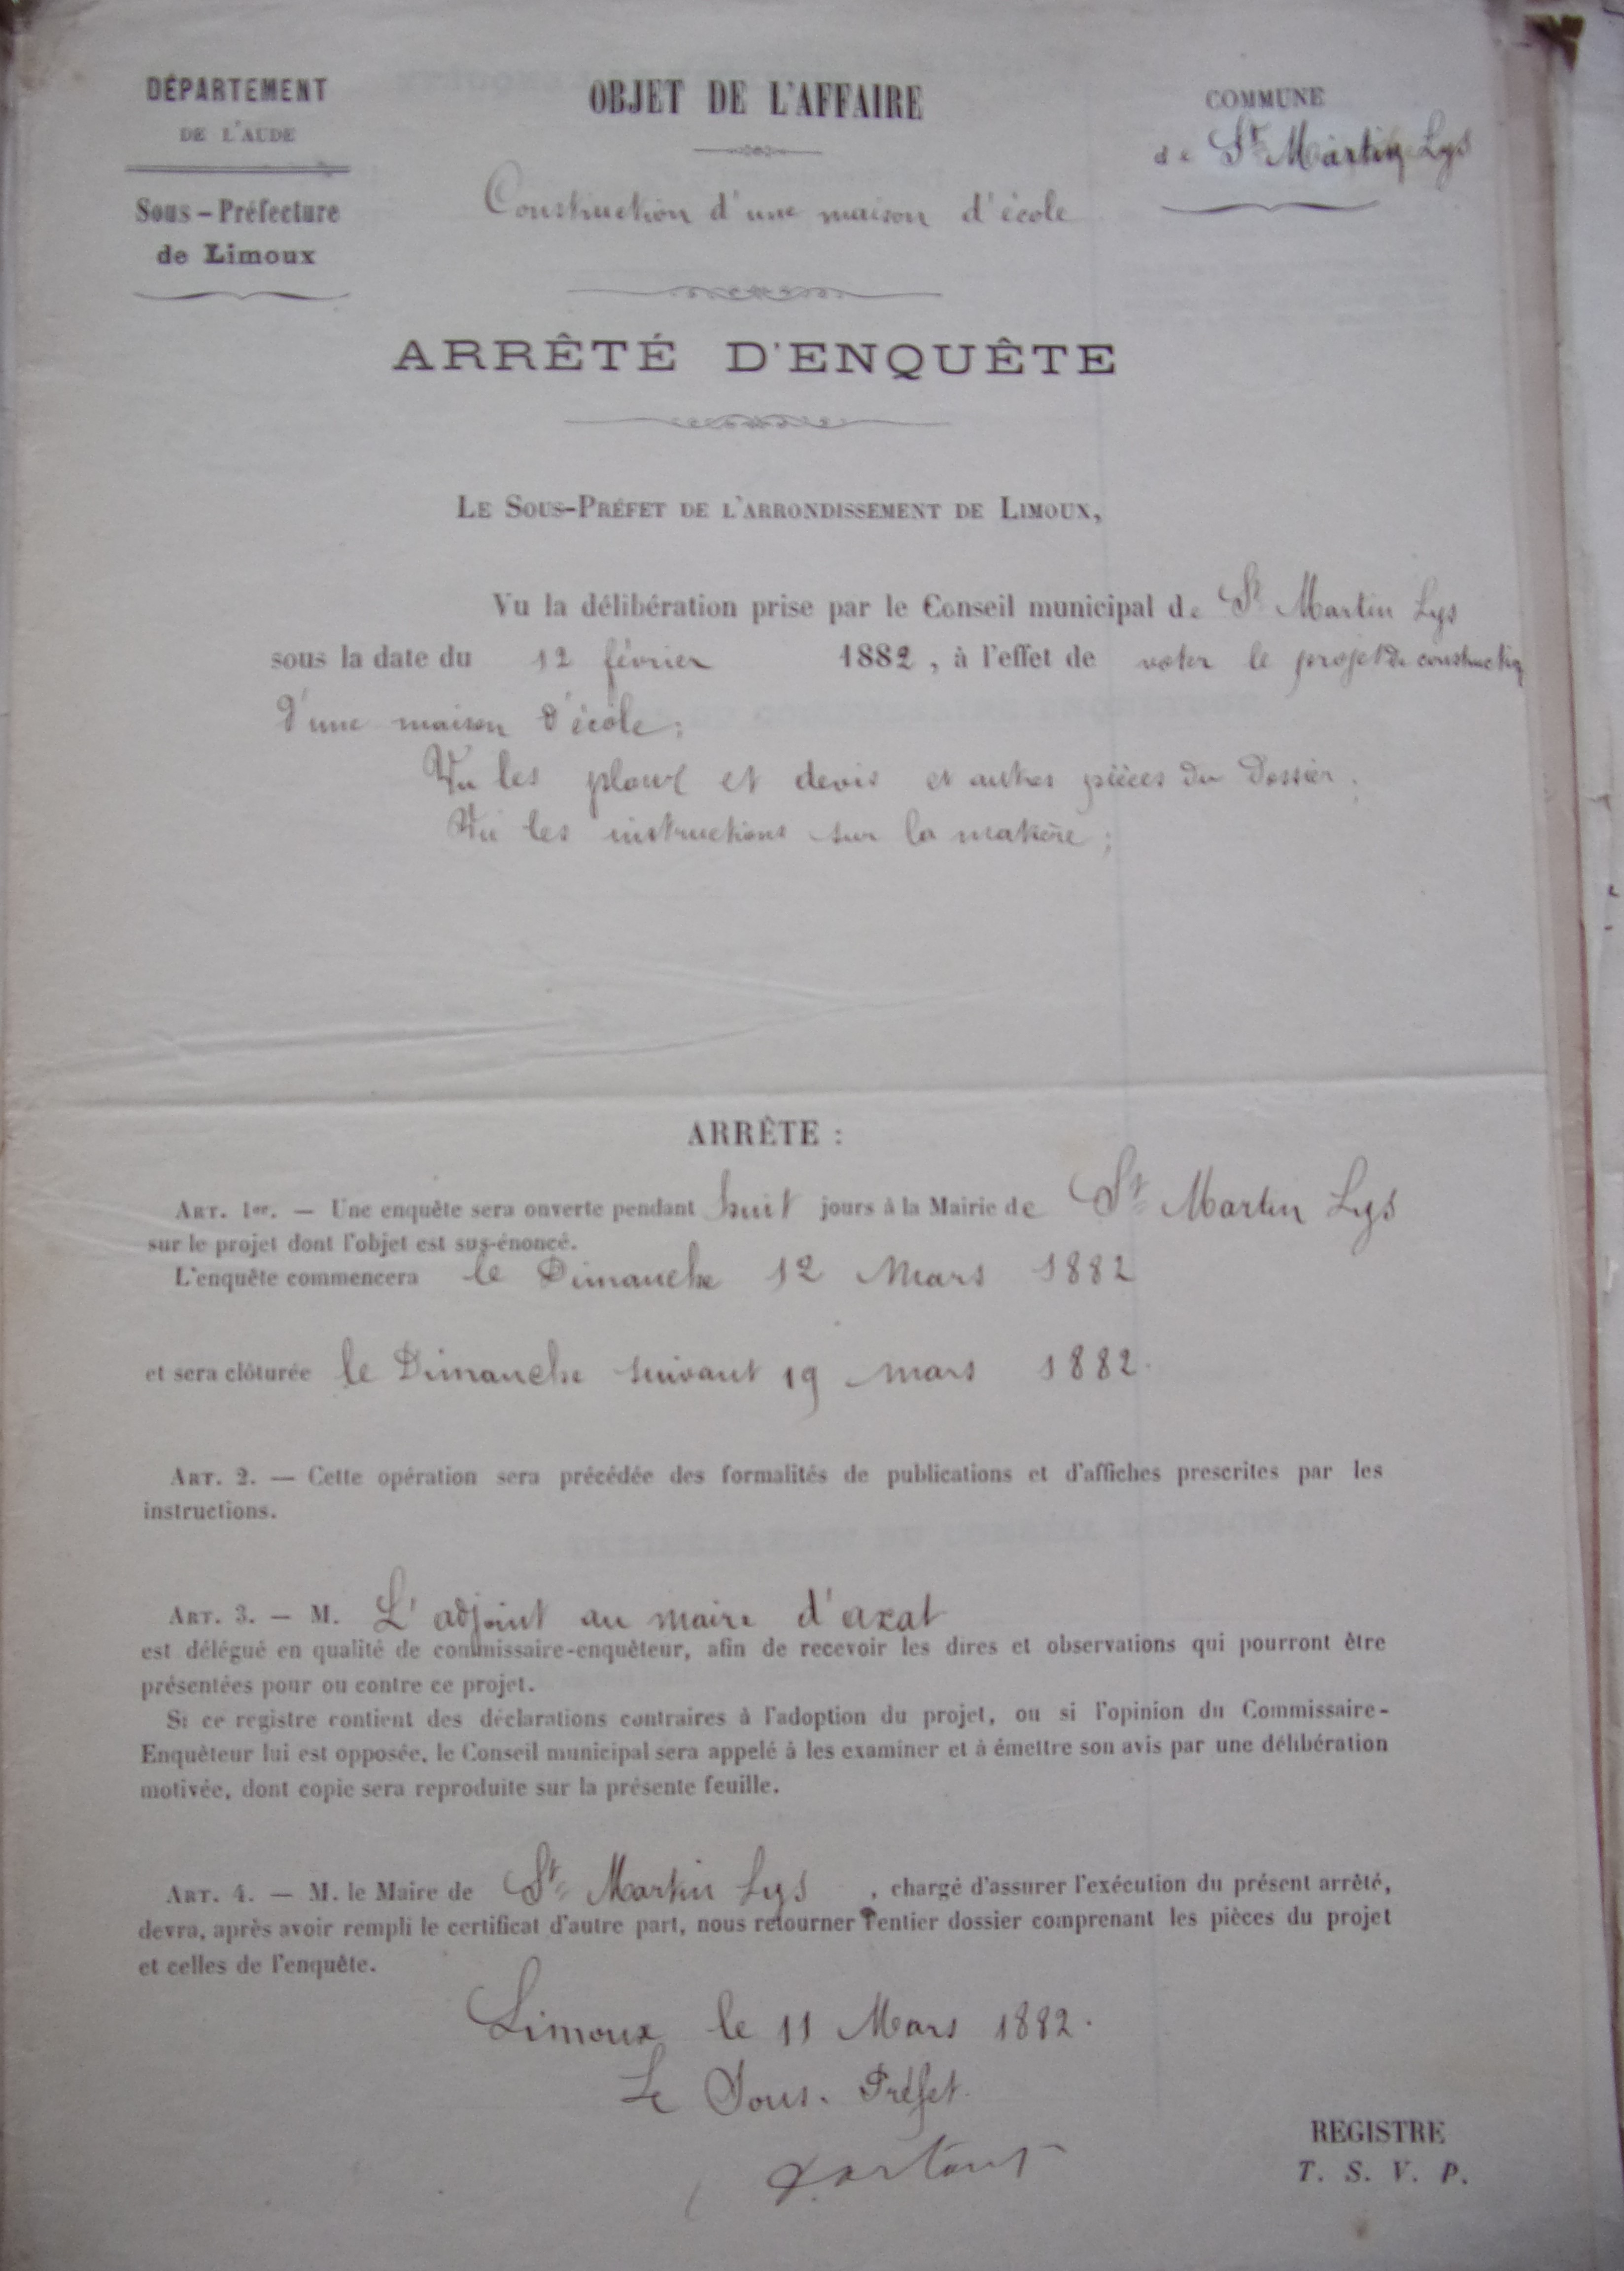 DÉPARTEMENT
DE L'AUDE
Sous-Préfecture
de Limoux
OBJET DE L'AFFAIRE
Construction d'une maison d'école
COMMUNE
de St Martin Lys
ARRÊTÉ D'ENQUÊTE
LE SOUS-PRÉFET DE L'ARRONDISSEMENT DE LIMOUX,
Vu la délibération prise par le Conseil municipal de St Martin Lys
sous la date du 12 février 1882, à l'effet de voter le projet de construction
d'une maison d'école;
Vu les plans et devis et autres pièces du dossier;
Vu les instructions sur la matière;
ARRÊTE :
ART. 1er. — Une enquête sera ouverte pendant huit jours à la Mairie de St Martin Lys
sur le projet dont l'objet est sus-énoncé.
L'enquête commencera le Dimanche 12 Mars 1882
et sera clôturée le Dimanche suivant 19 mars 1882.
ART. 2. — Cette opération sera précédée des formalités de publications et d'affiches prescrites par les
instructions.
ART. 3. — M. L'adjoint au maire d'axat
est délégué en qualité de commissaire-enquêteur, afin de recevoir les dires et observations qui pourront être
présentées pour ou contre ce projet.
Si ce registre contient des déclarations contraires à l'adoption du projet, ou si l'opinion du Commissaire-
Enquêteur lui est opposée, le Conseil municipal sera appelé à les examiner et à émettre son avis par une délibération
motivée, dont copie sera reproduite sur la présente feuille.
ART. 4. — M. le Maire de St Martin Lys, chargé d'assurer l'exécution du présent arrêté,
devra, après avoir rempli le certificat d'autre part, nous retourner l'entier dossier comprenant les pièces du projet
et celles de l'enquête.
Limoux le 11 Mars 1882.
Le Sous-Préfet.
REGISTRE
T. S. V. P.